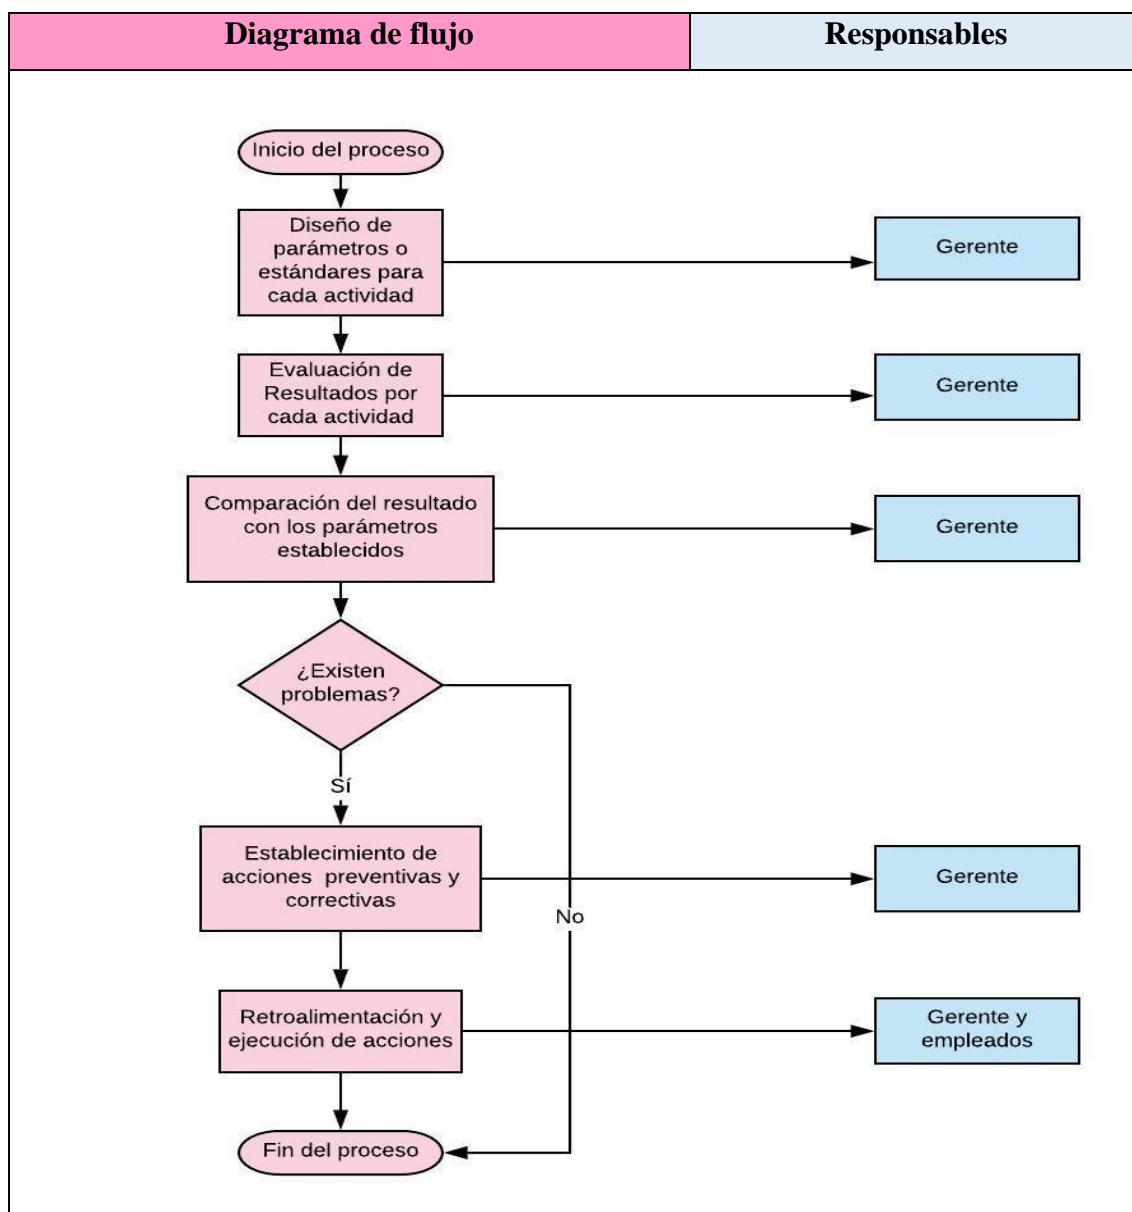 Diagrama de flujo
Responsables
Inicio del proceso
Diseño de
parámetros o
estándares para
cada actividad
Gerente
Evaluación de
Resultados por
cada actividad
Gerente
Comparación del resultado
con los parámetros
establecidos
Gerente
¿Existen
problemas?
Sí
Establecimiento de
acciones preventivas y
correctivas
Gerente
No
Retroalimentación y
ejecución de acciones
Gerente y
empleados
Fin del proceso